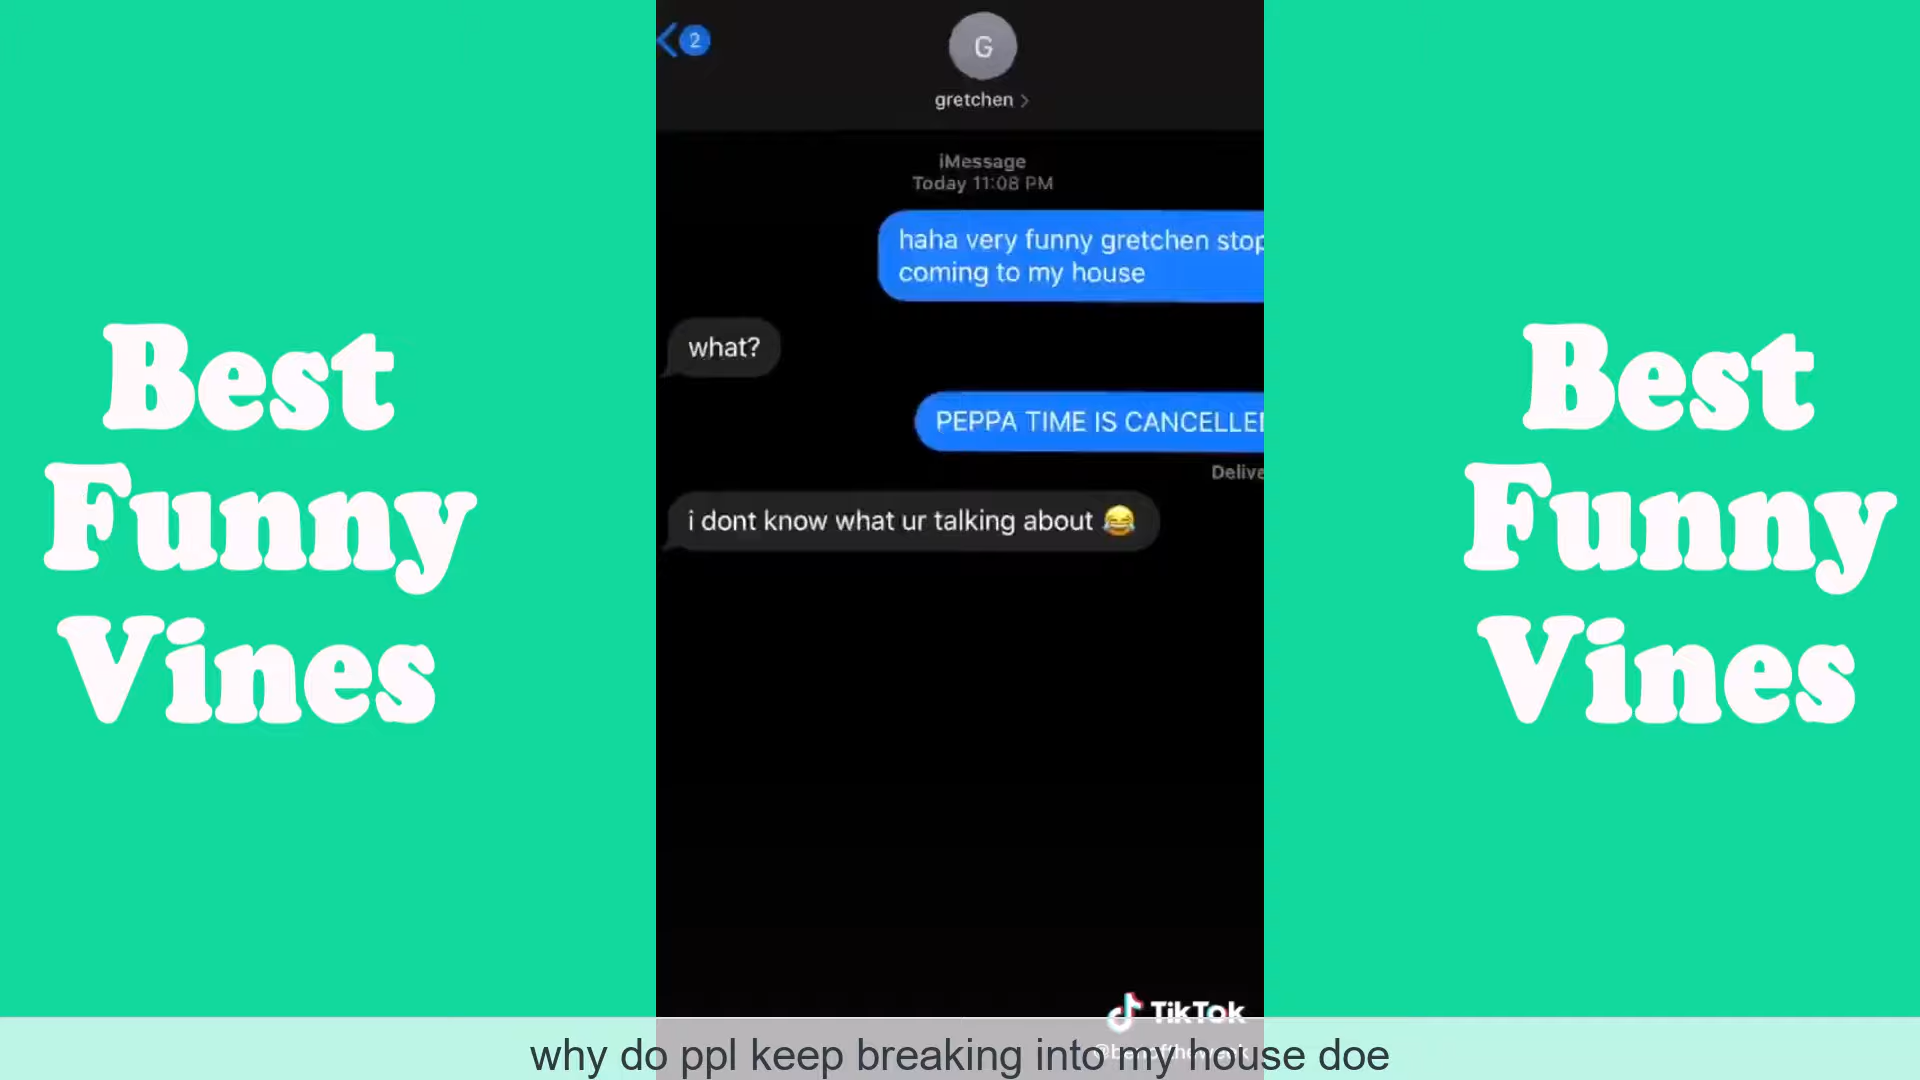 2
G
gretchen
iMessage
Today 11:08 PM
haha very funny gretchen stop
coming to my house
what?
PEPPA TIME IS CANCELLED
Delive
i dont know what ur talking about 😂
Best
Funny
Vines
Best
Funny
Vines
TikTok
why do ppl keep breaking into my house doe